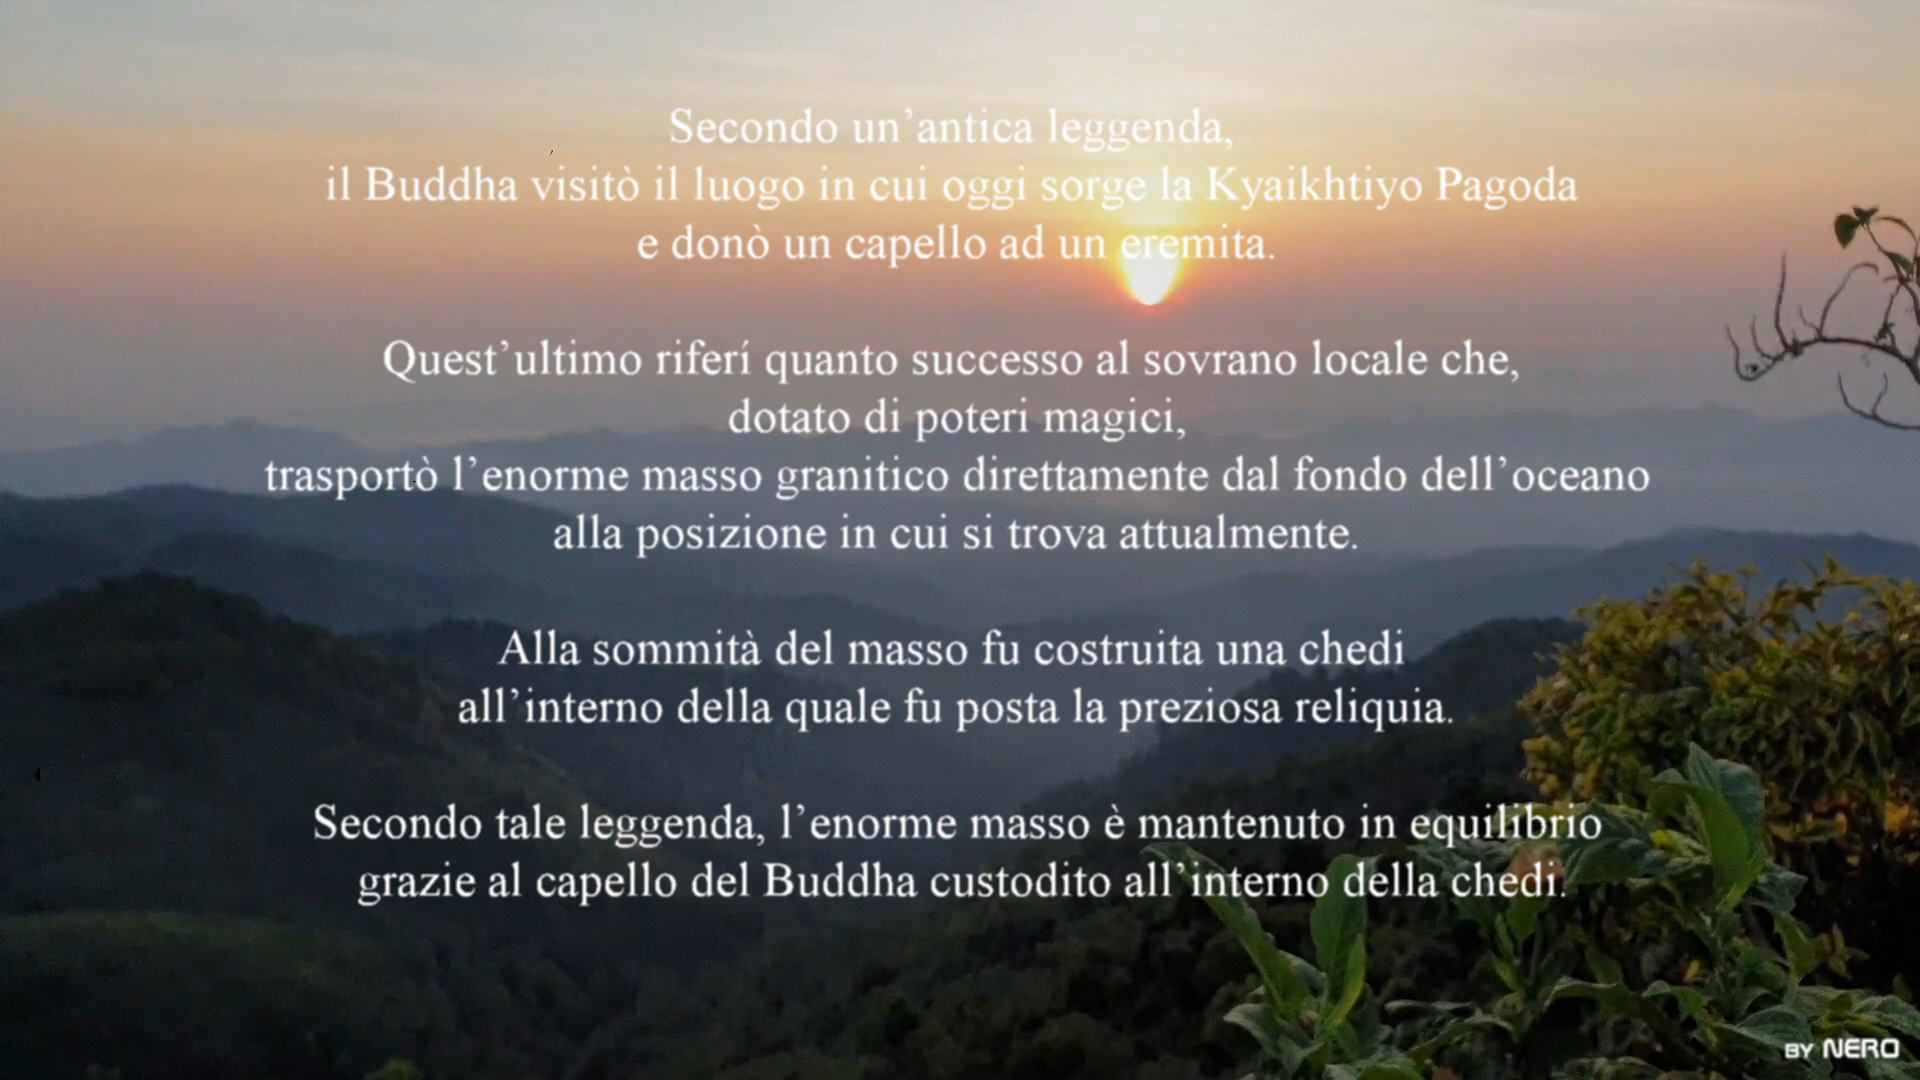 Secondo un’antica leggenda,
il Buddha visitò il luogo in cui oggi sorge la Kyaikhtiyo Pagoda
e donò un capello ad un eremita.
Quest’ultimo riferí quanto successo al sovrano locale che,
dotato di poteri magici,
trasportò l’enorme masso granitico direttamente dal fondo dell’oceano
alla posizione in cui si trova attualmente.
Alla sommità del masso fu costruita una chedi
all’interno della quale fu posta la preziosa reliquia.
Secondo tale leggenda, l’enorme masso è mantenuto in equilibrio
grazie al capello del Buddha custodito all’interno della chedi.
BY NERO